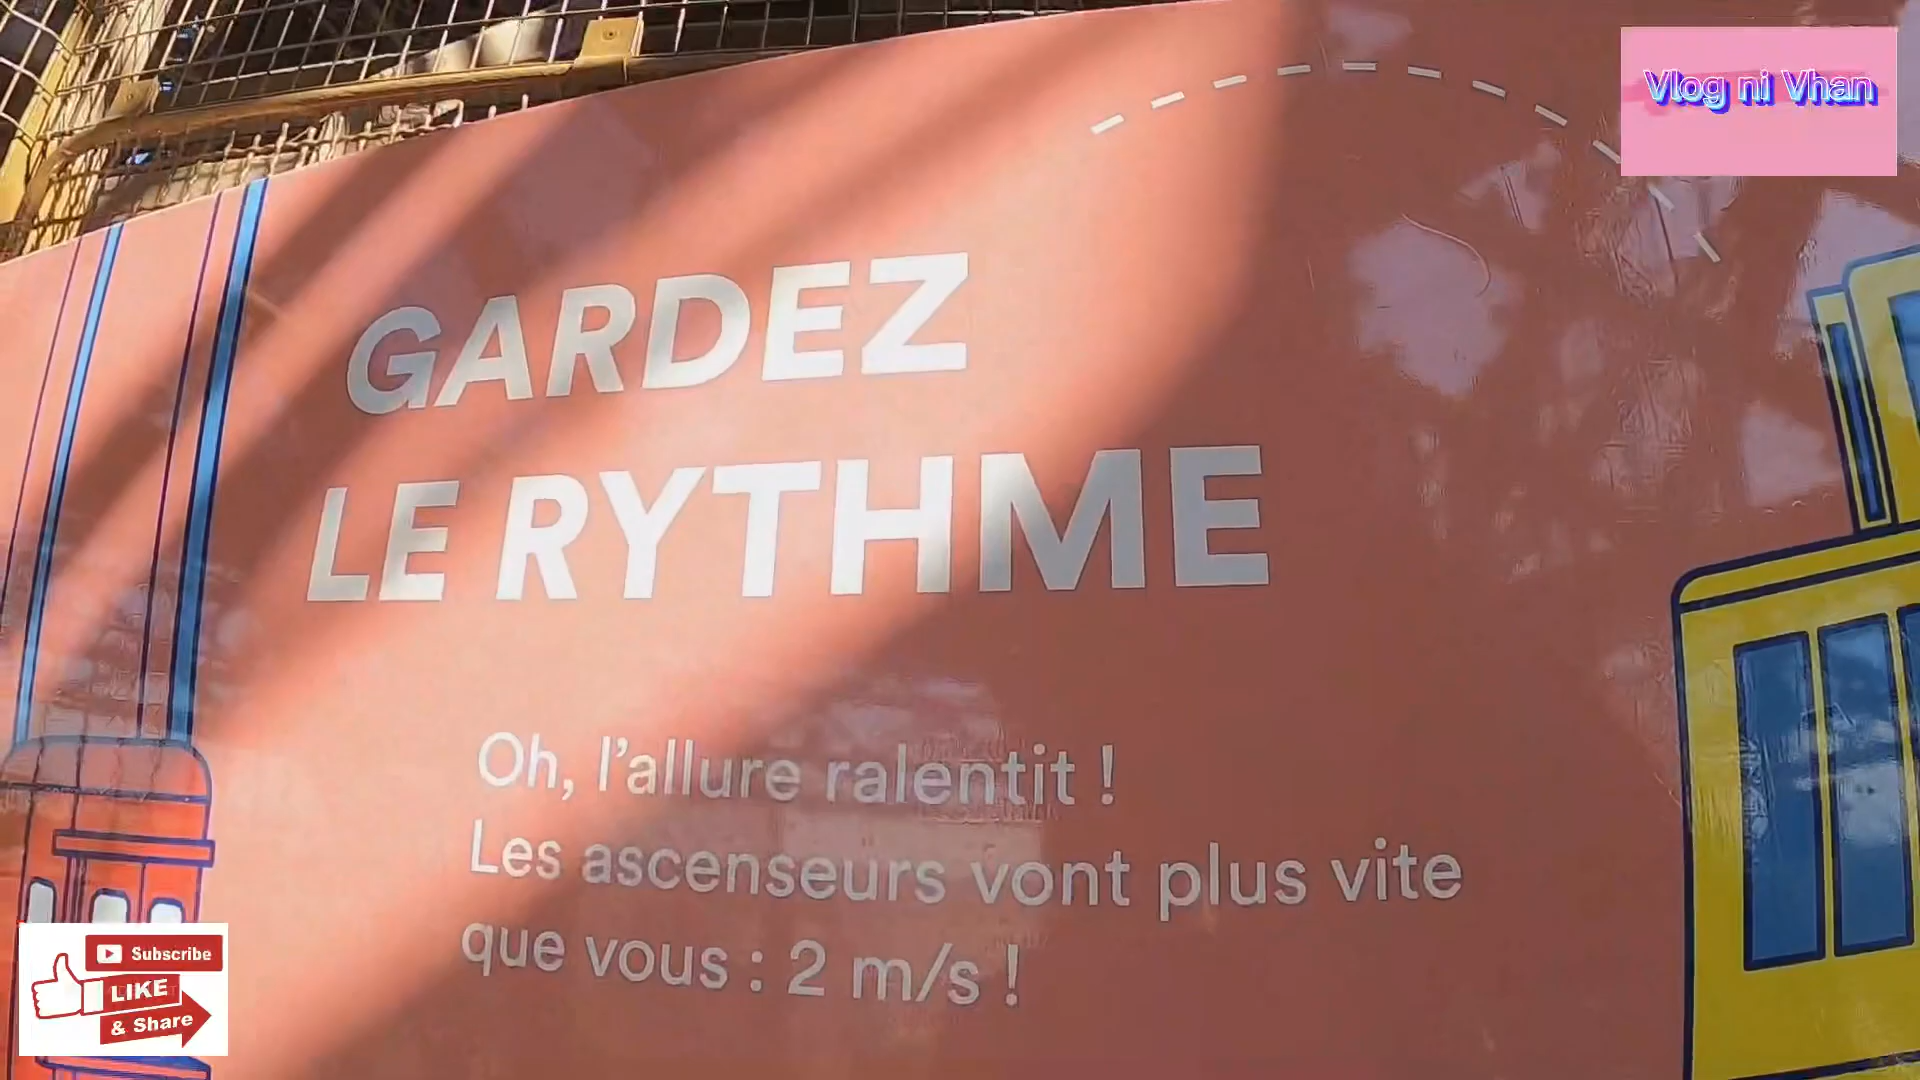 Vlog ni Vhan
GARDEZ
LE RYTHME
Oh, l'allure ralentit !
Les ascenseurs vont plus vite
que vous : 2 m/s !
Subscribe
LIKE
& Share